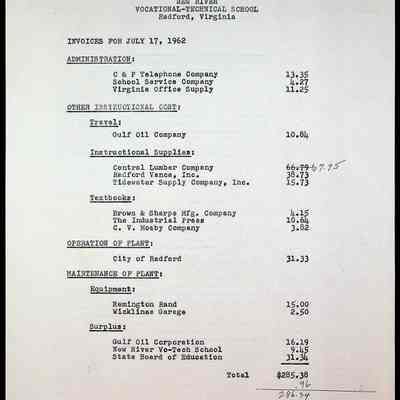 NEW RIVER
VOCATIONAL-TECHNICAL SCHOOL
Radford, Virginia
INVOICES FOR JULY 17, 1962
ADMINISTRATION:
C & P Telephone Company 13.35
School Service Company 4.27
Virginia Office Supply 11.25
OTHER INSTRUCTIONAL COST:
Travel:
Gulf Oil Company 10.84
Instructional Supplies:
Central Lumber Company 66.79 67.75
Radford Vance, Inc. 38.73
Tidewater Supply Company, Inc. 15.73
Textbooks:
Brown & Sharpe Mfg. Company 4.15
The Industrial Press 10.64
C. V. Mosby Company 3.82
OPERATION OF PLANT:
City of Radford 31.33
MAINTENANCE OF PLANT:
Equipment:
Remington Rand 15.00
Wicklines Garage 2.50
Surplus:
Gulf Oil Corporation 16.19
New River Vo-Tech School 9.45
State Board of Education 31.34
Total $285.38
.96
286.34